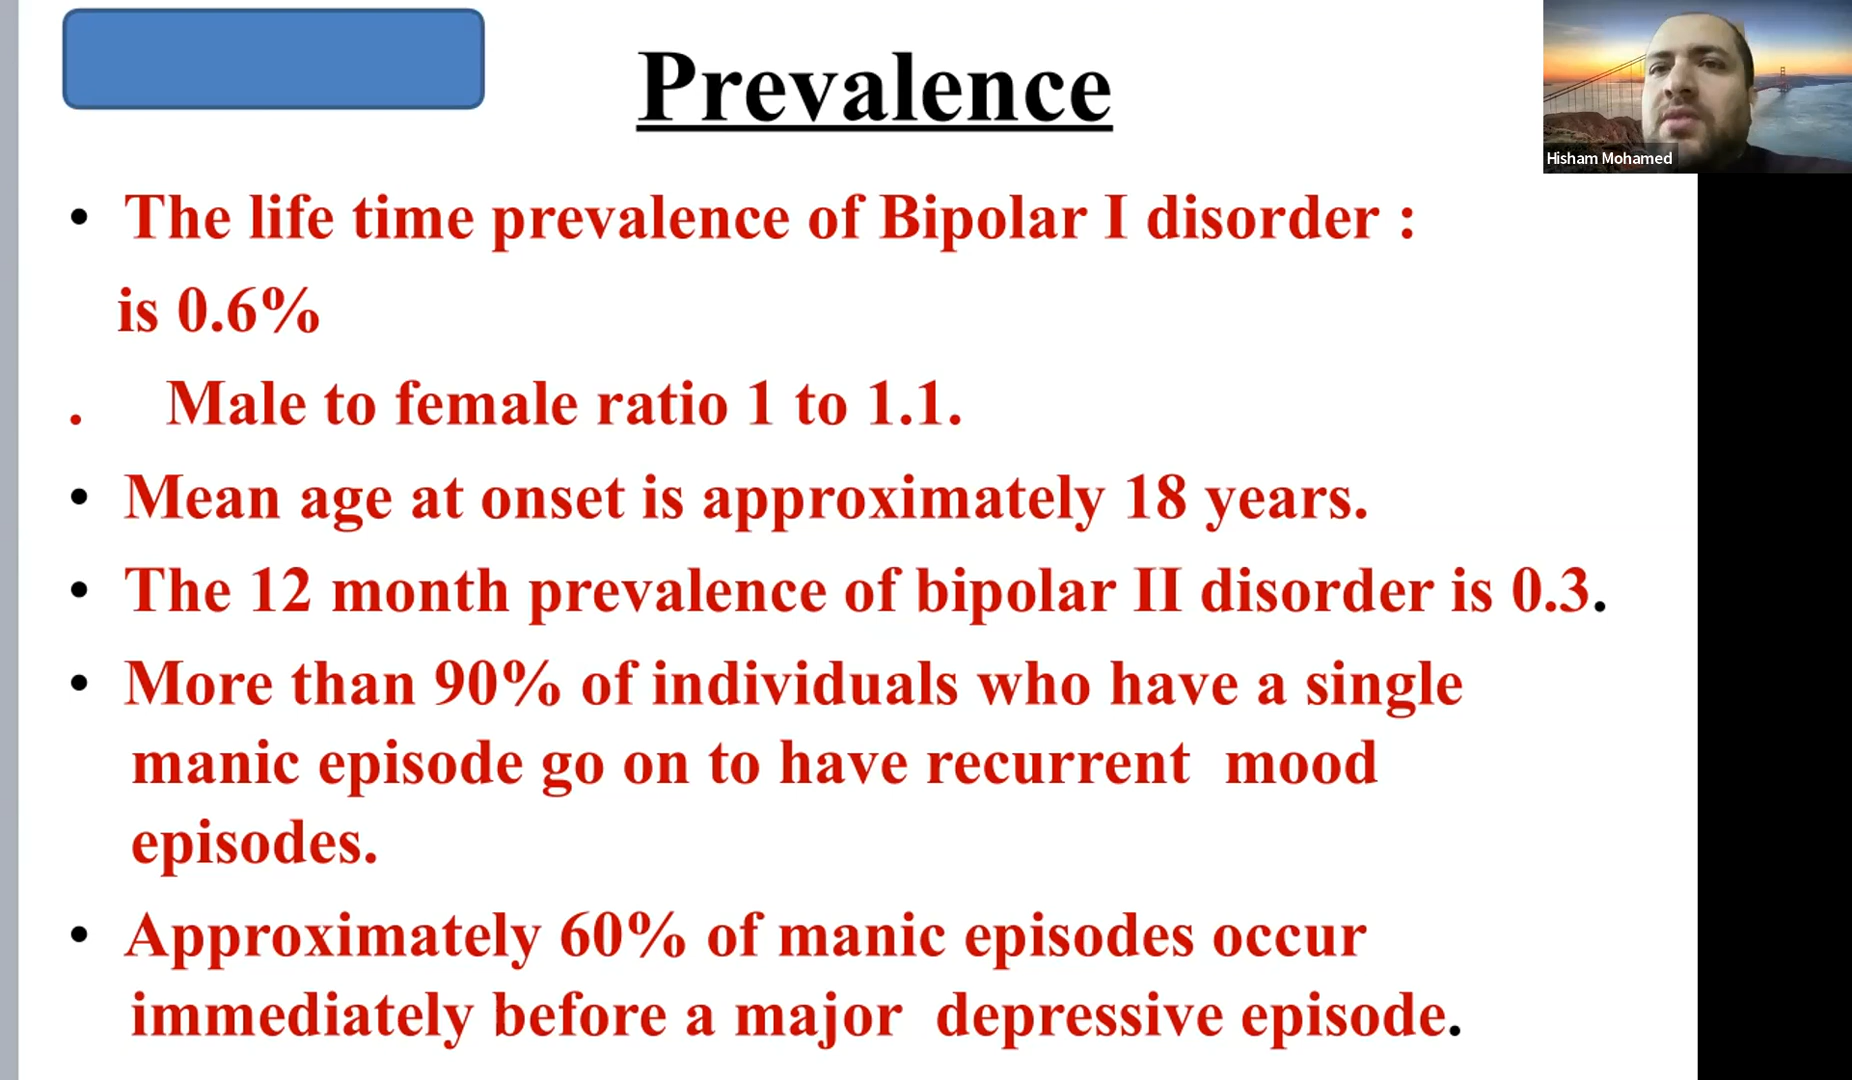 Prevalence
Hisham Mohamed
• The life time prevalence of Bipolar I disorder :
is 0.6%
. Male to female ratio 1 to 1.1.
• Mean age at onset is approximately 18 years.
• The 12 month prevalence of bipolar II disorder is 0.3.
• More than 90% of individuals who have a single
manic episode go on to have recurrent mood
episodes.
• Approximately 60% of manic episodes occur
immediately before a major depressive episode.